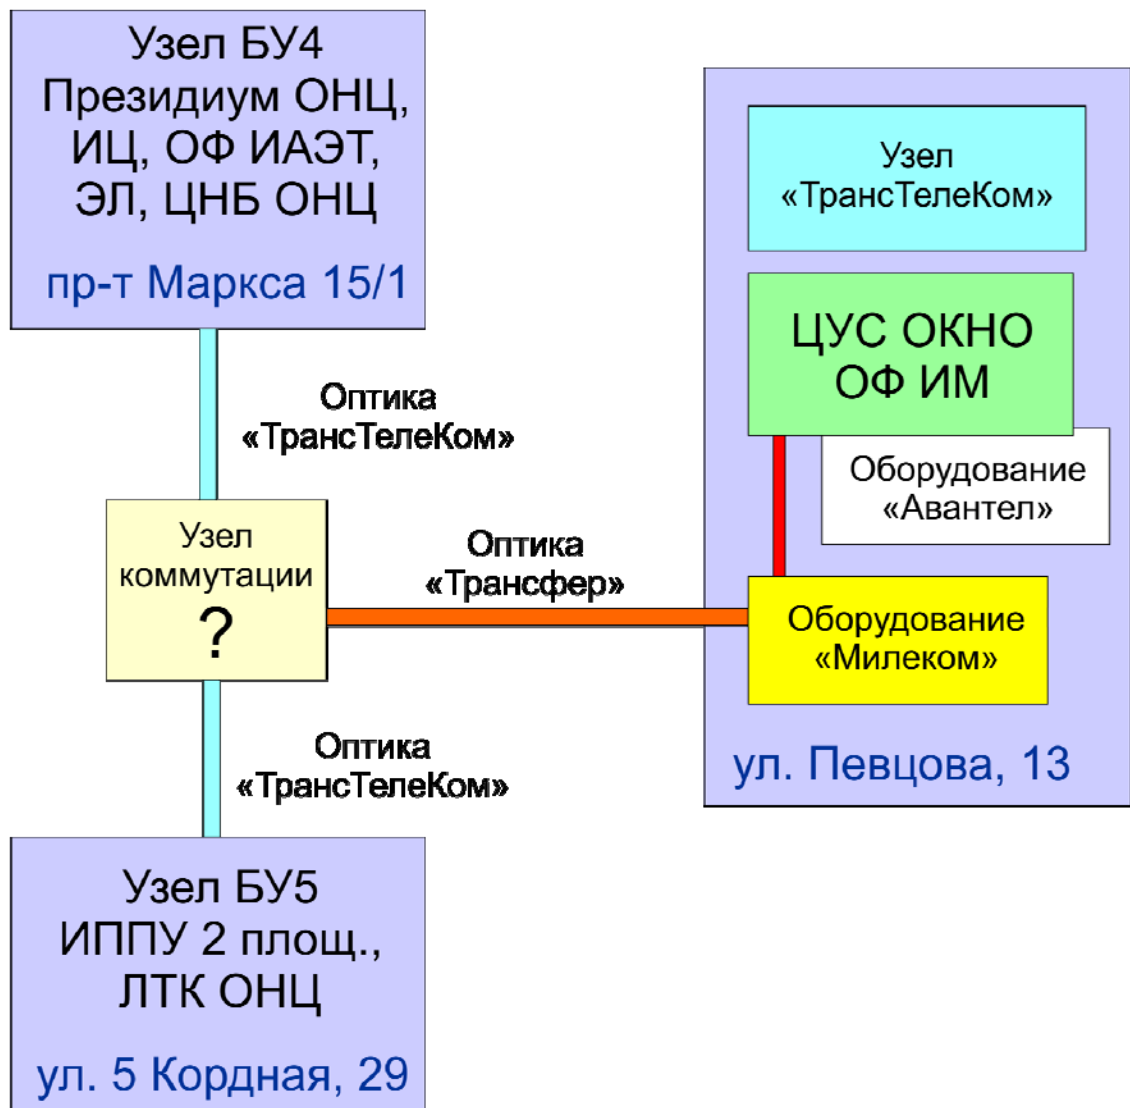 Узел БУ4
Президиум ОНЦ,
ИЦ, ОФ ИАЭТ,
ЭЛ, ЦНБ ОНЦ
пр-т Маркса 15/1
Оптика
«ТрансТелеКом»
Узел
коммутации
?
Оптика
«Трансфер»
Оптика
«ТрансТелеКом»
Узел БУ5
ИППУ 2 площ.,
ЛТК ОНЦ
ул. 5 Кордная, 29
Узел
«ТрансТелеКом»
ЦУС ОКНО
ОФ ИМ
Оборудование
«Авантел»
Оборудование
«Милеком»
ул. Певцова, 13